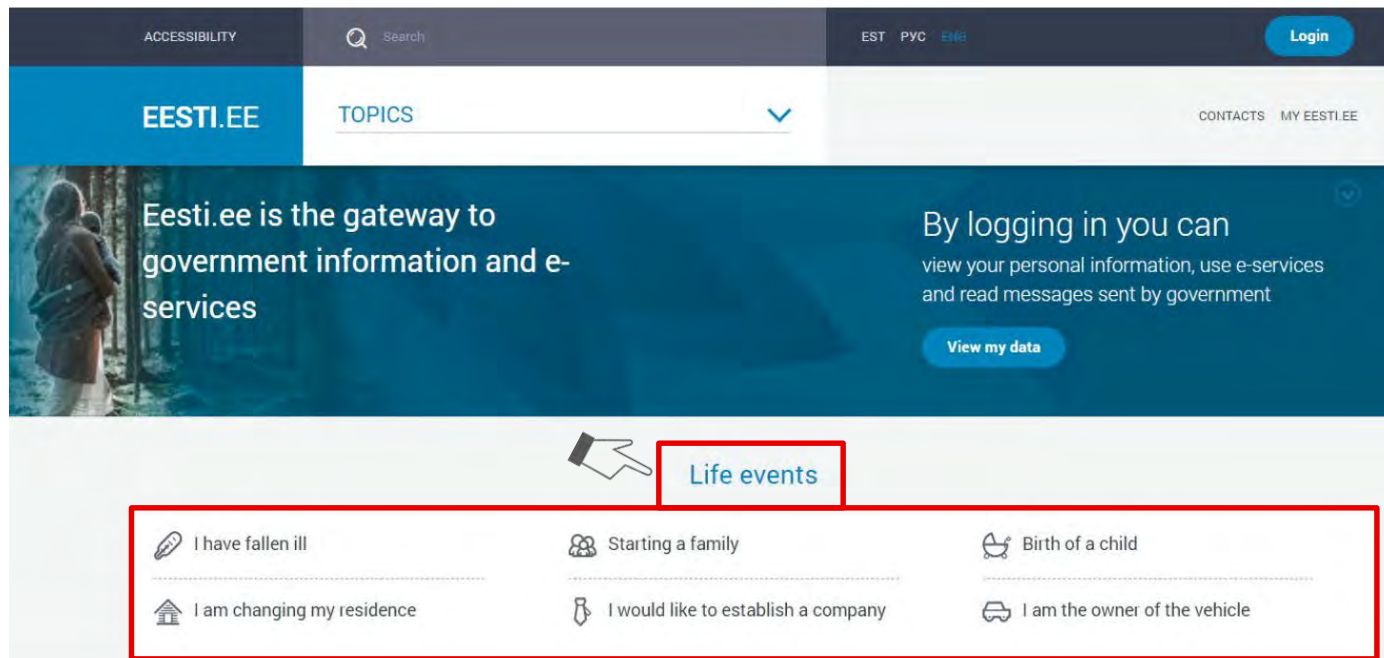 ACCESSIBILITY
Search
EST РУС ENG
Login
EESTI.EE
TOPICS
CONTACTS MY EESTI.EE
Eesti.ee is the gateway to
government information and e-
services
By logging in you can
view your personal information, use e-services
and read messages sent by government
View my data
Life events
I have fallen ill
Starting a family
Birth of a child
I am changing my residence
I would like to establish a company
I am the owner of the vehicle